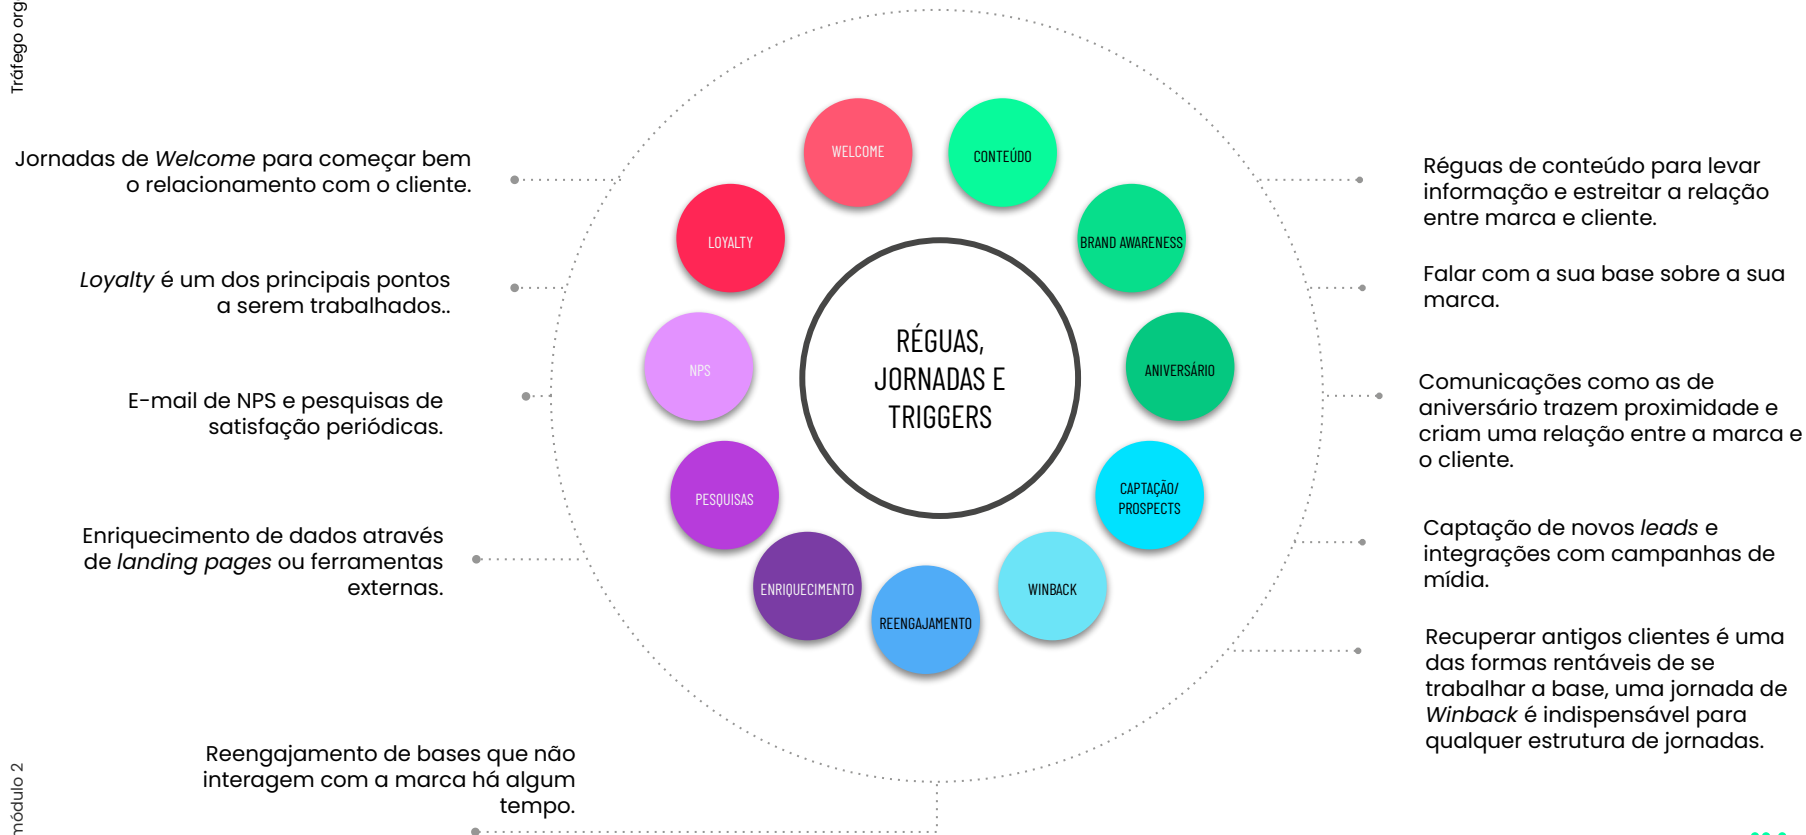 Tráfego org
Jornadas de Welcome para começar bem
o relacionamento com o cliente.
Loyalty é um dos principais pontos
a serem trabalhados..
E-mail de NPS e pesquisas de
satisfação periódicas.
Enriquecimento de dados através
de landing pages ou ferramentas
externas.
Reengajamento de bases que não
interagem com a marca há algum
tempo.
módulo 2
WELCOME
CONTEÚDO
LOYALTY
BRAND AWARENESS
NPS
ANIVERSÁRIO
RÉGUAS,
JORNADAS E
TRIGGERS
PESQUISAS
CAPTAÇÃO/
PROSPECTS
ENRIQUECIMENTO
WINBACK
REENGAJAMENTO
Réguas de conteúdo para levar
informação e estreitar a relação
entre marca e cliente.
Falar com a sua base sobre a sua
marca.
Comunicações como as de
aniversário trazem proximidade e
criam uma relação entre a marca e
o cliente.
Captação de novos leads e
integrações com campanhas de
mídia.
Recuperar antigos clientes é uma
das formas rentáveis de se
trabalhar a base, uma jornada de
Winback é indispensável para
qualquer estrutura de jornadas.